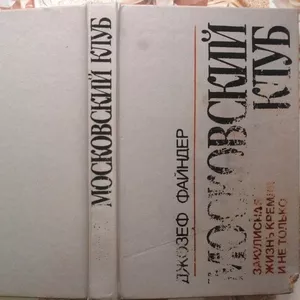 МОСКОВСКИЙ КЛУБ
ДЖОЗЕФ ФАЙНДЕР
МОСКОВСКИЙ
КЛУБ
ЗАКУЛИСНАЯ
ЖИЗНЬ КРЕМЛЯ
И НЕ ТОЛЬКО